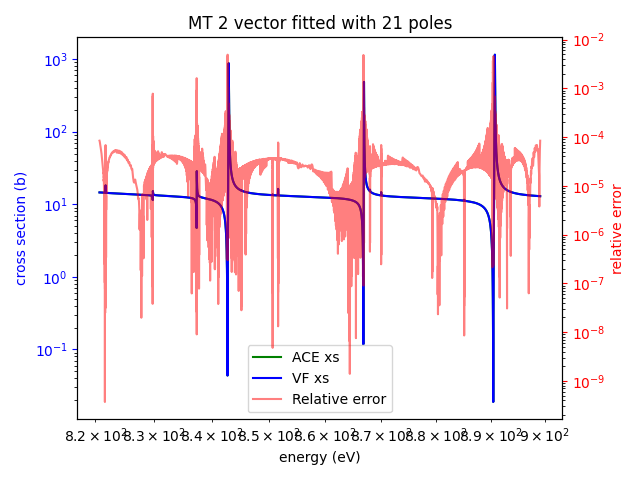 MT 2 vector fitted with 21 poles
cross section (b)
10³
10²
10¹
10⁰
10⁻¹
10⁻²
10⁻³
10⁻⁴
10⁻⁵
10⁻⁶
10⁻⁷
10⁻⁸
10⁻⁹
relative error
ACE xs
VF xs
Relative error
8.2 × 10² 8.3 × 10² 8.4 × 10² 8.5 × 10² 8.6 × 10² 8.7 × 10² 8.8 × 10² 8.9 × 10² 9 × 10²
energy (eV)